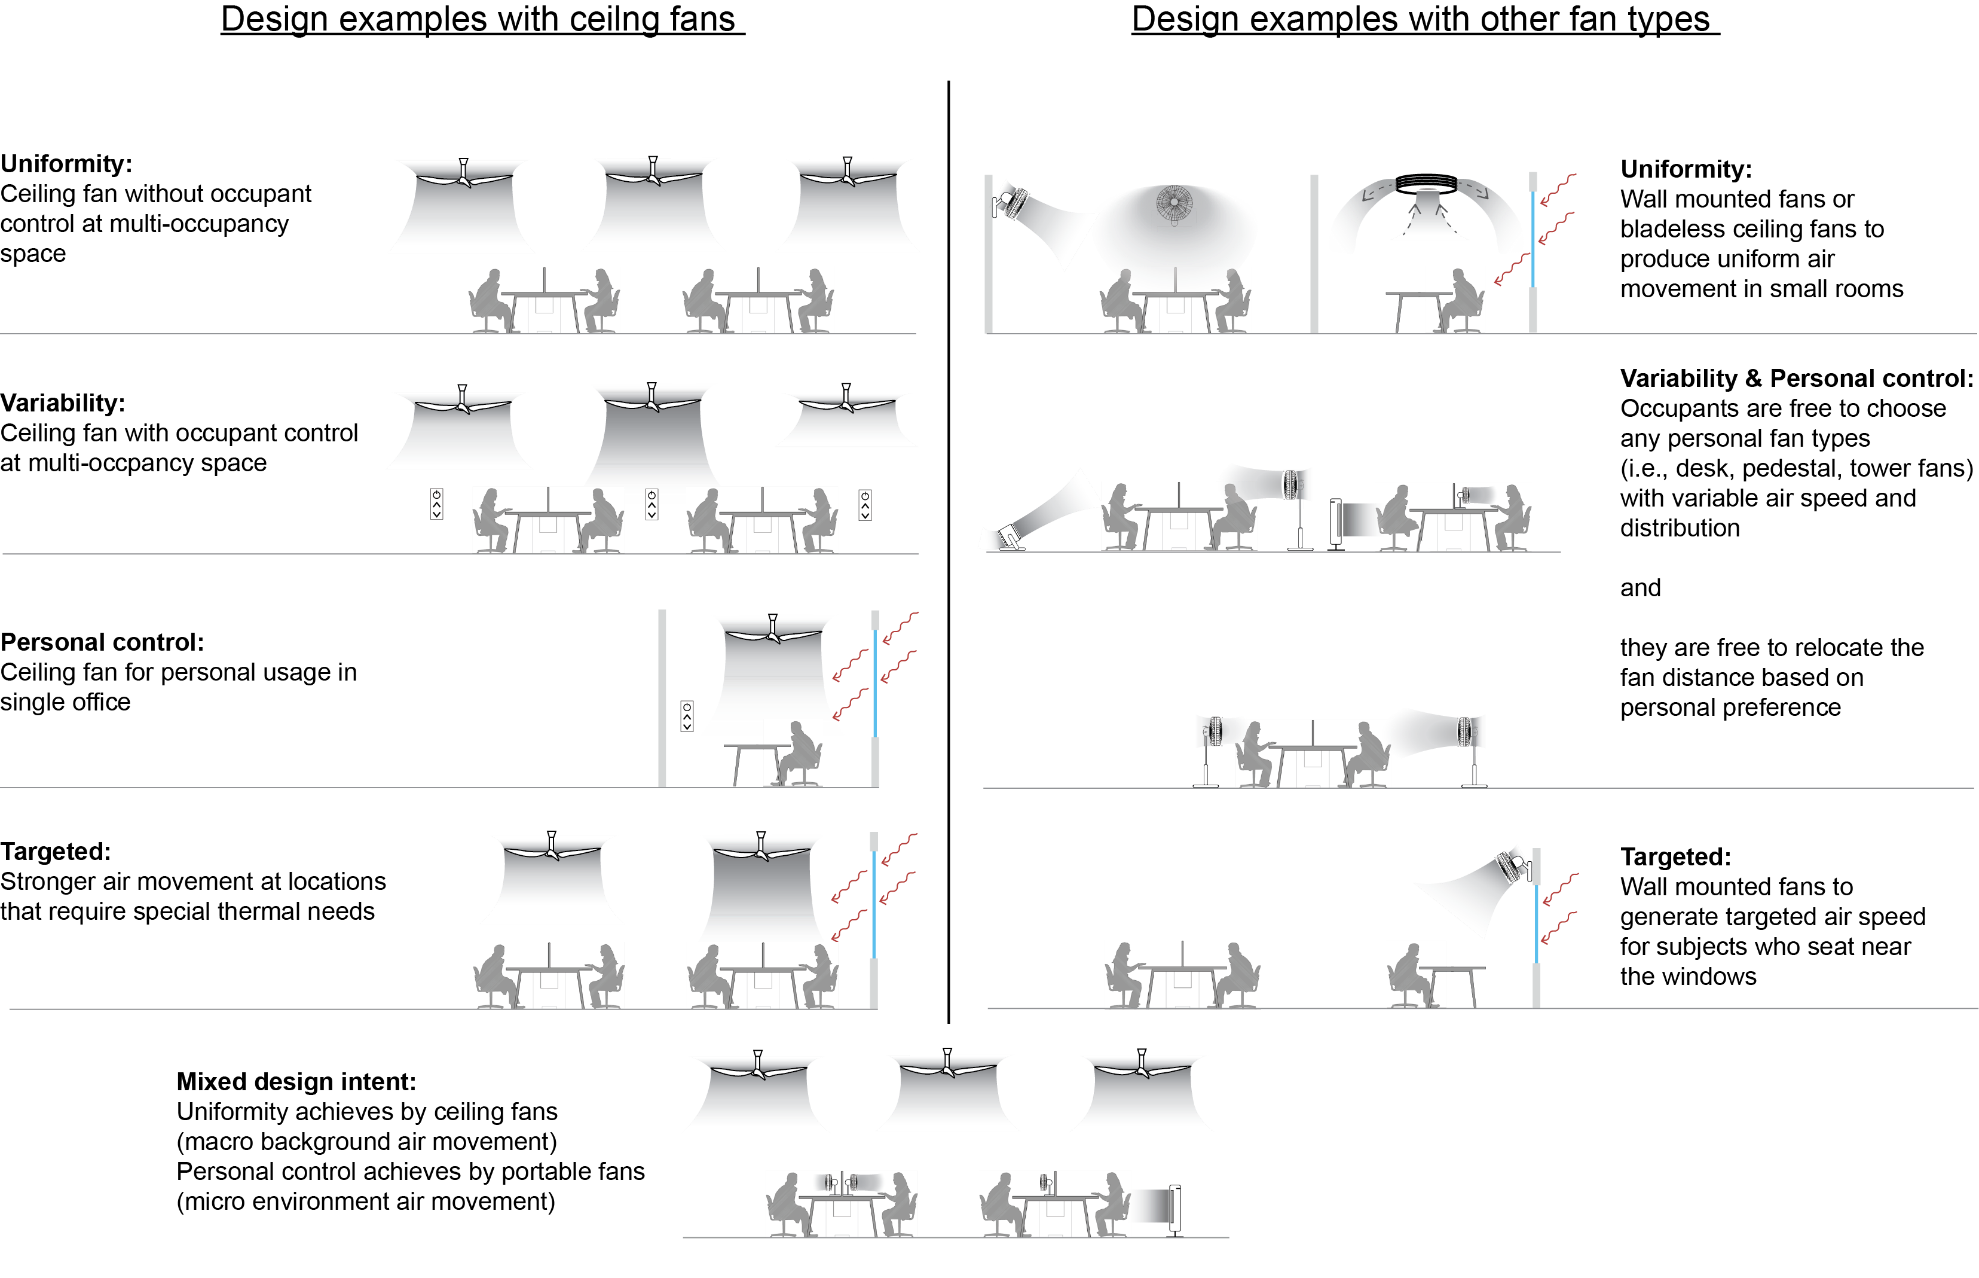 Design examples with ceilng fans
Design examples with other fan types
Uniformity:
Ceiling fan without occupant
control at multi-occupancy
space
Variability:
Ceiling fan with occupant control
at multi-occpancy space
Personal control:
Ceiling fan for personal usage in
single office
Targeted:
Stronger air movement at locations
that require special thermal needs
Uniformity:
Wall mounted fans or
bladeless ceiling fans to
produce uniform air
movement in small rooms
Variability & Personal control:
Occupants are free to choose
any personal fan types
(i.e., desk, pedestal, tower fans)
with variable air speed and
distribution
and
they are free to relocate the
fan distance based on
personal preference
Targeted:
Wall mounted fans to
generate targeted air speed
for subjects who seat near
the windows
Mixed design intent:
Uniformity achieves by ceiling fans
(macro background air movement)
Personal control achieves by portable fans
(micro environment air movement)